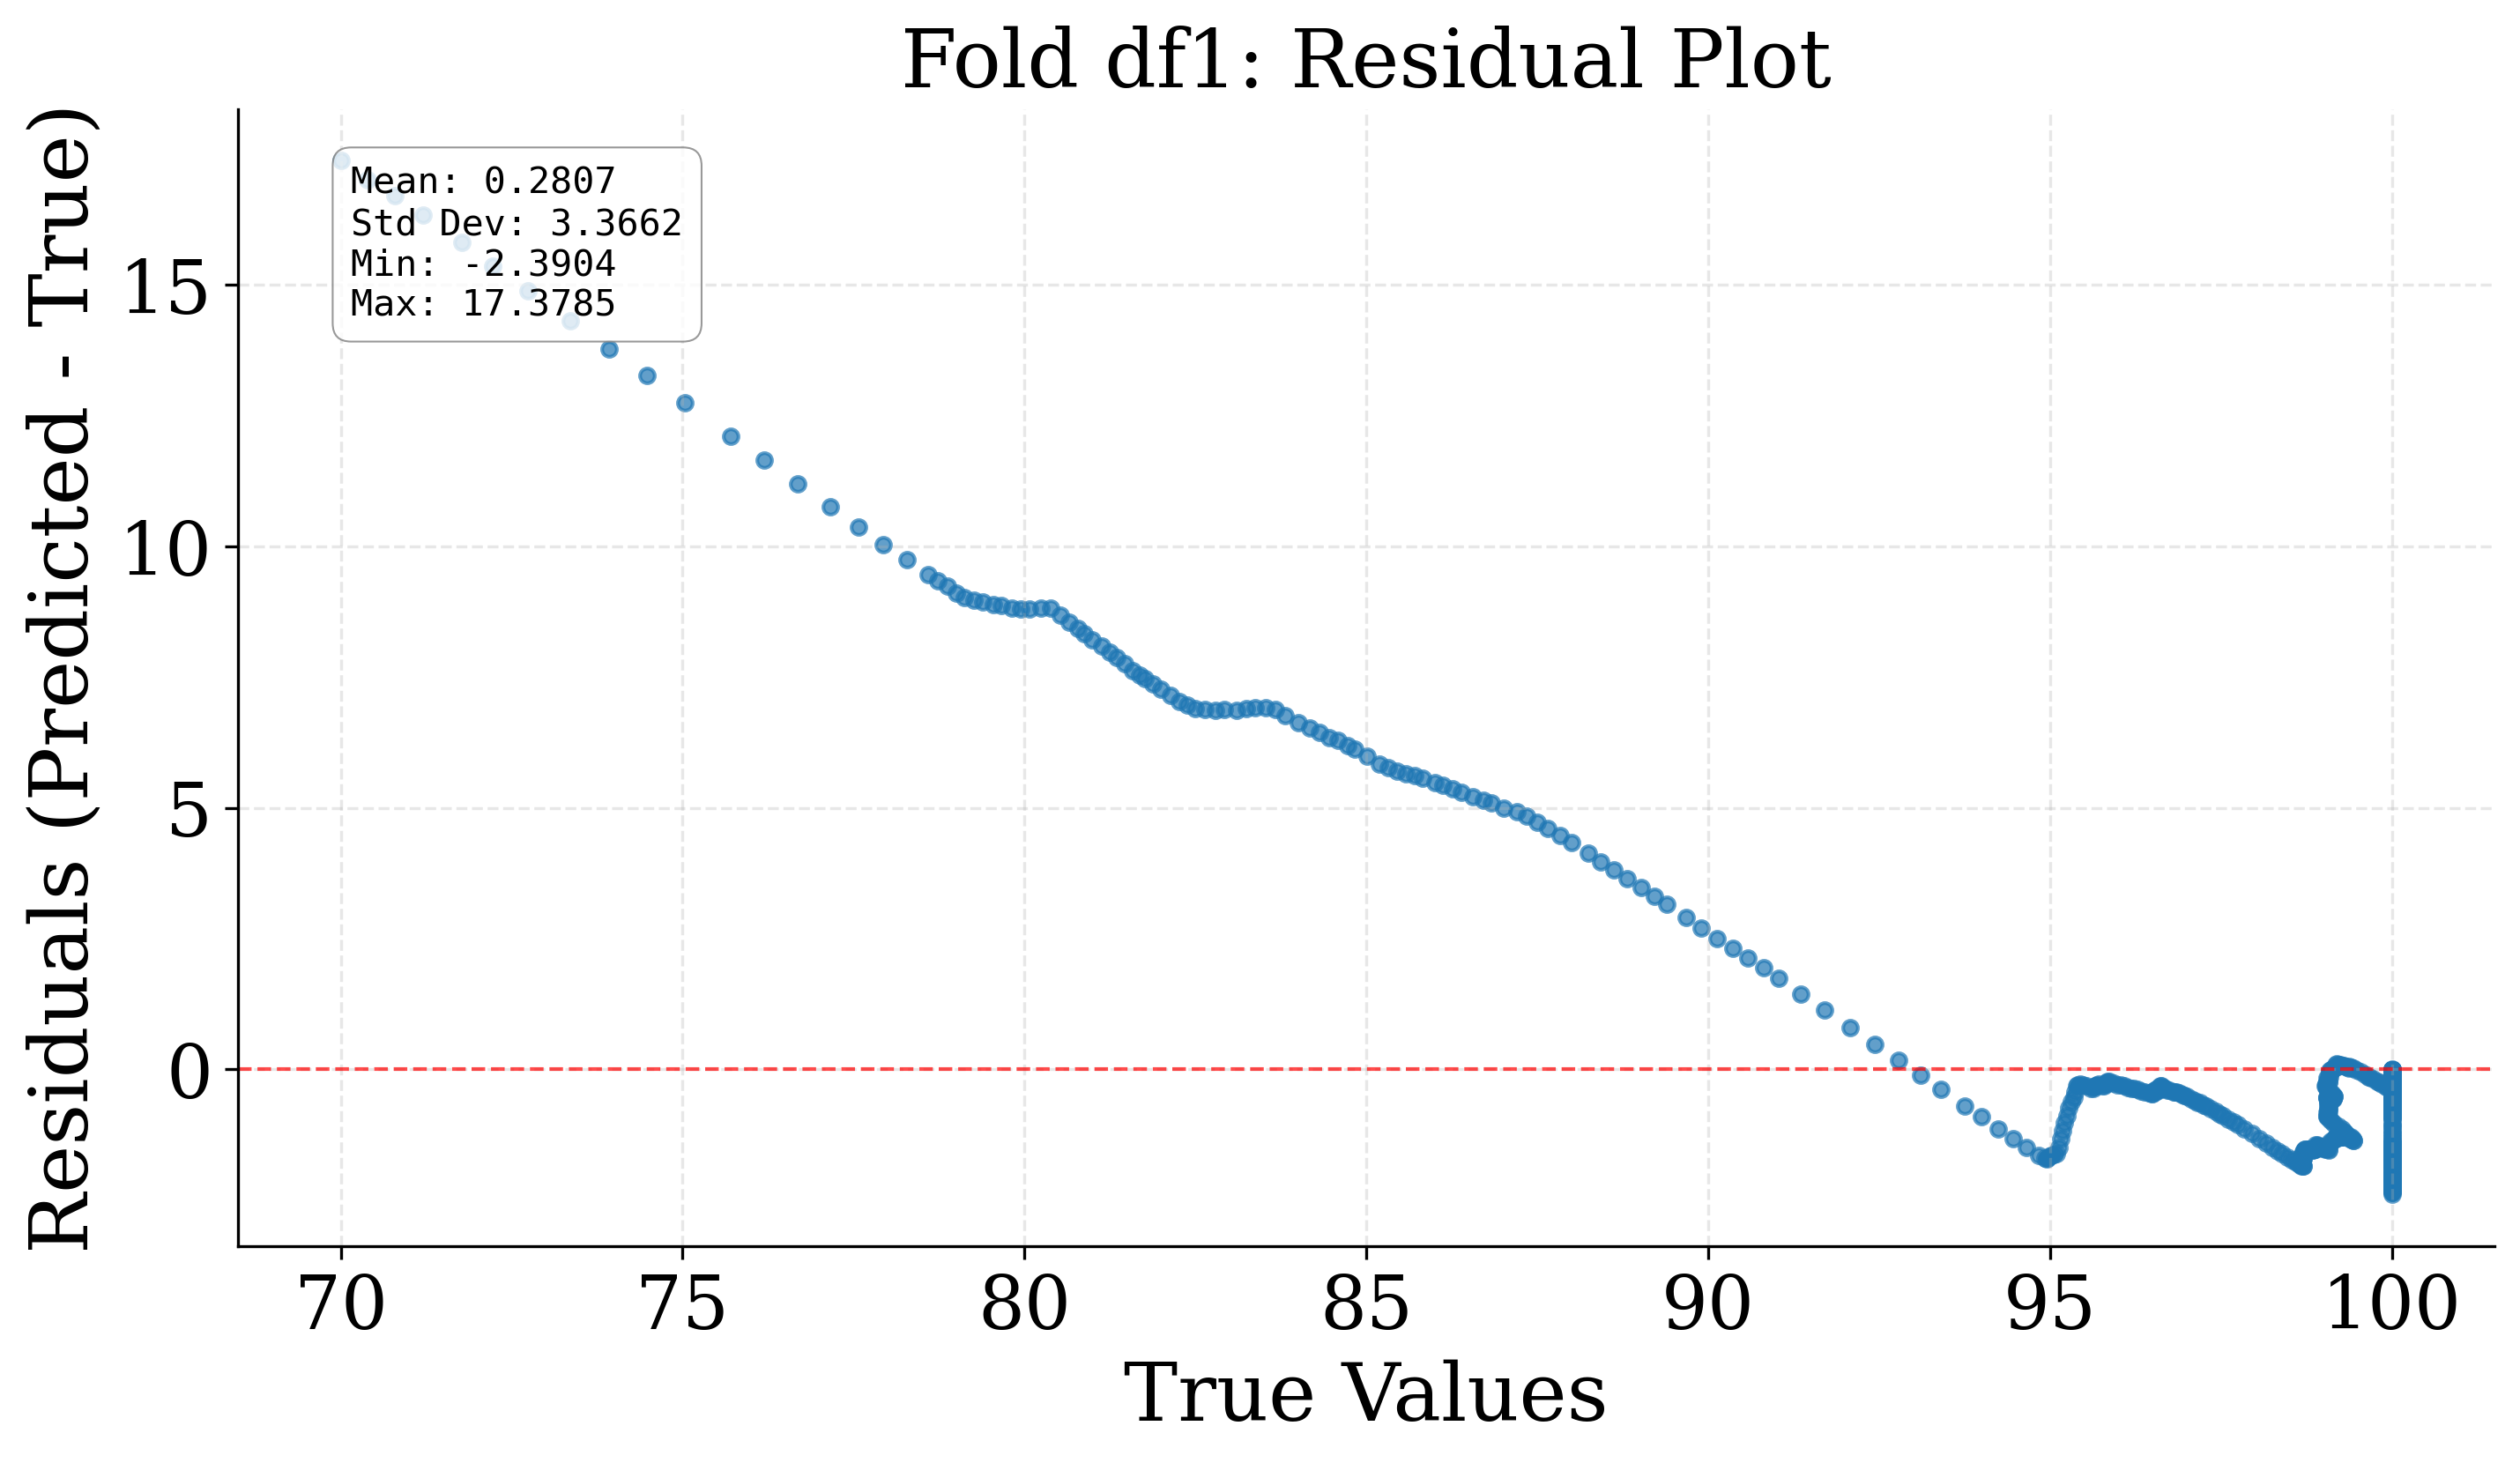 Fold df1: Residual Plot
Residuals (Predicted - True)
Mean: 0.2807
Std Dev: 3.3662
Min: -2.3904
Max: 17.3785
15
10
5
0
70 75 80 85 90 95 100
True Values